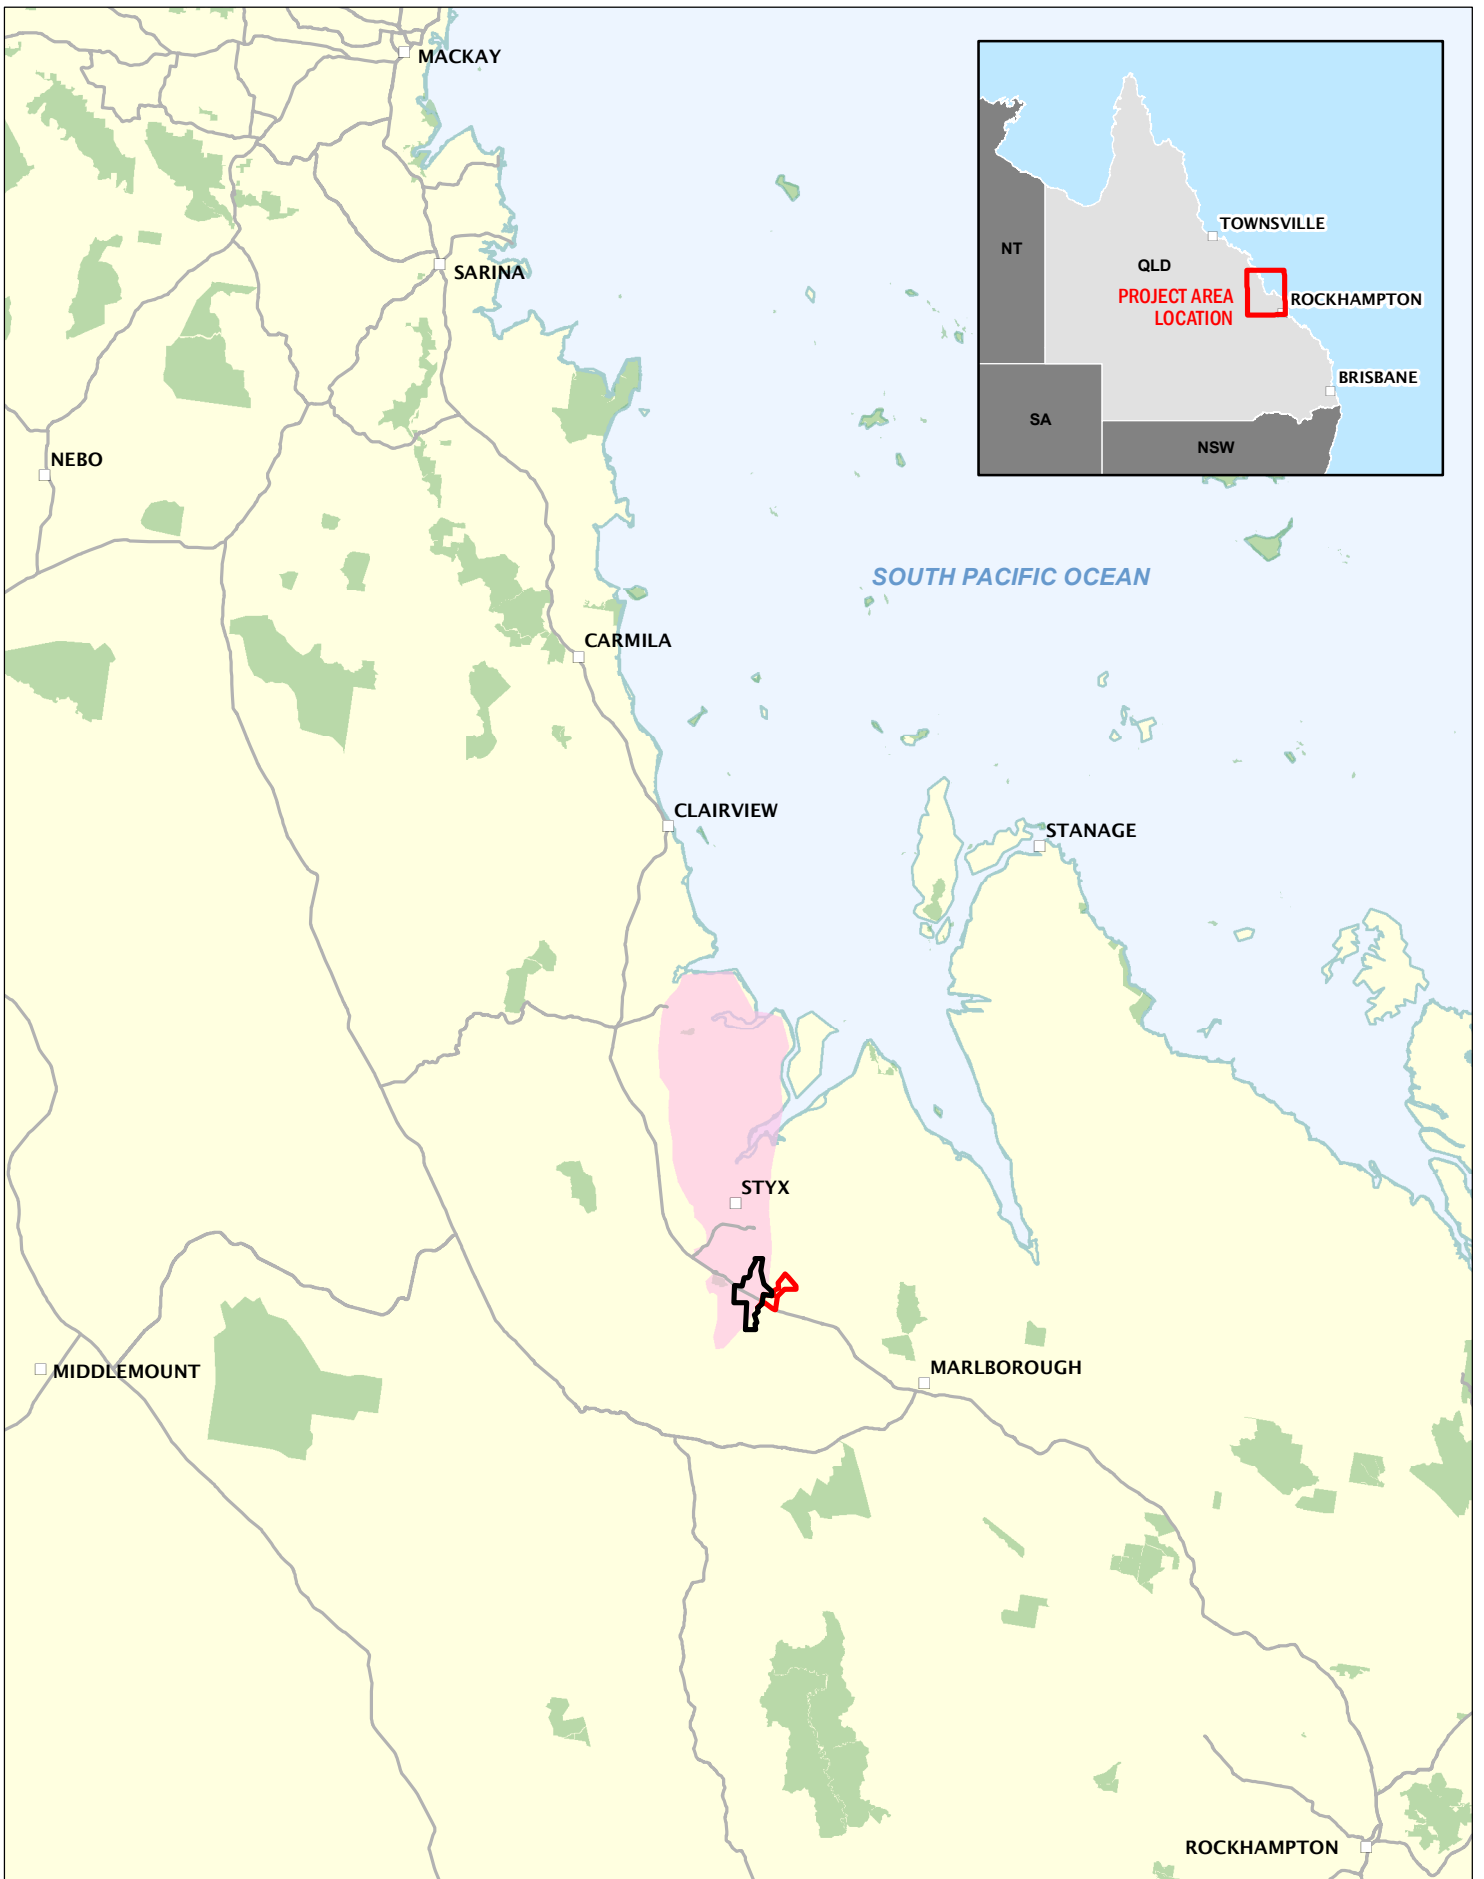 MACKAY
TOWNSVILLE
NT
QLD
SARINA
PROJECT AREA
LOCATION
ROCKHAMPTON
BRISBANE
SA
NSW
NEBO
SOUTH PACIFIC OCEAN
CARMILA
CLAIRVIEW
STANAGE
STYX
MIDDLEMOUNT
MARLBOROUGH
ROCKHAMPTON